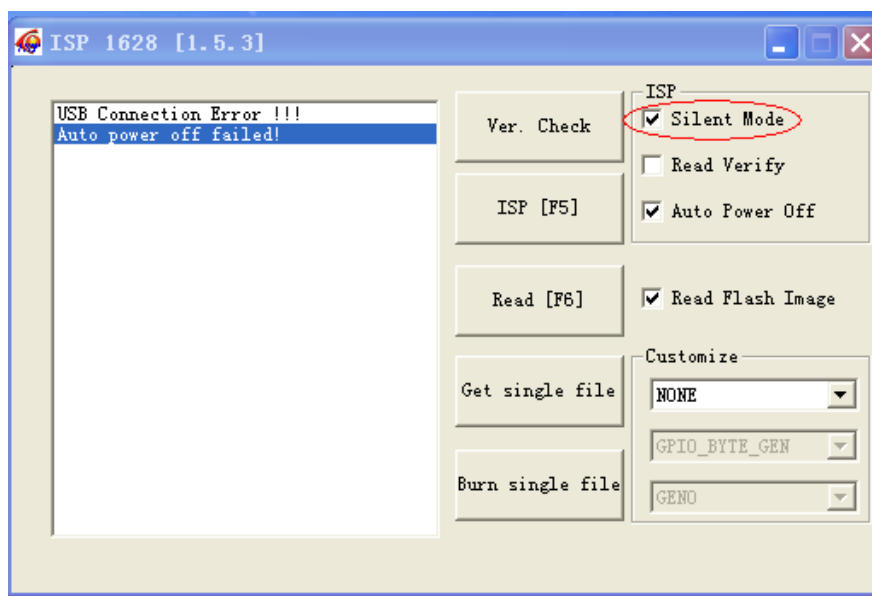 ISP 1628 [1.5.3]
USB Connection Error !!!
Auto power off failed!
Ver. Check
ISP [F5]
Read [F6]
Get single file
Burn single file
ISP
Silent Mode
Read Verify
Auto Power Off
Read Flash Image
Customize
NONE
GPIO_BYTE_GEN
GENO